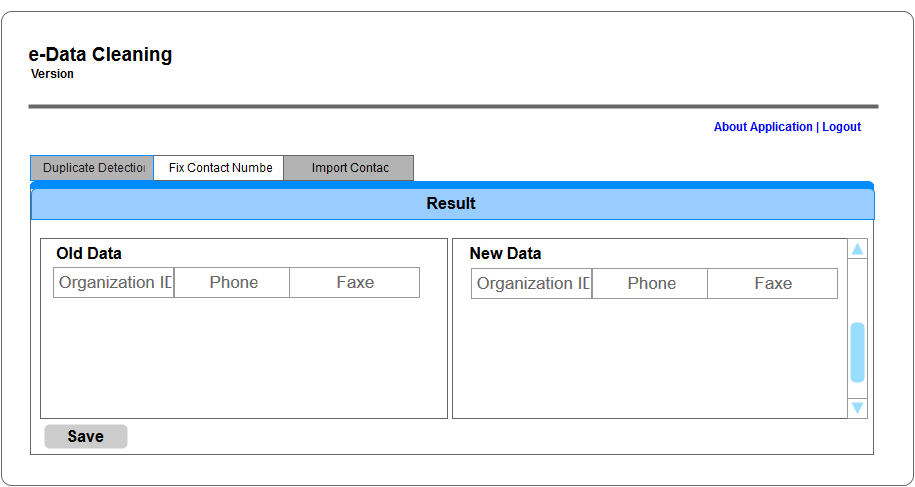 e-Data Cleaning
Version
About Application | Logout
Duplicate Detection Fix Contact Numbe Import Contac
Result
Old Data New Data
Organization ID Phone Faxe Organization ID Phone Faxe
Save